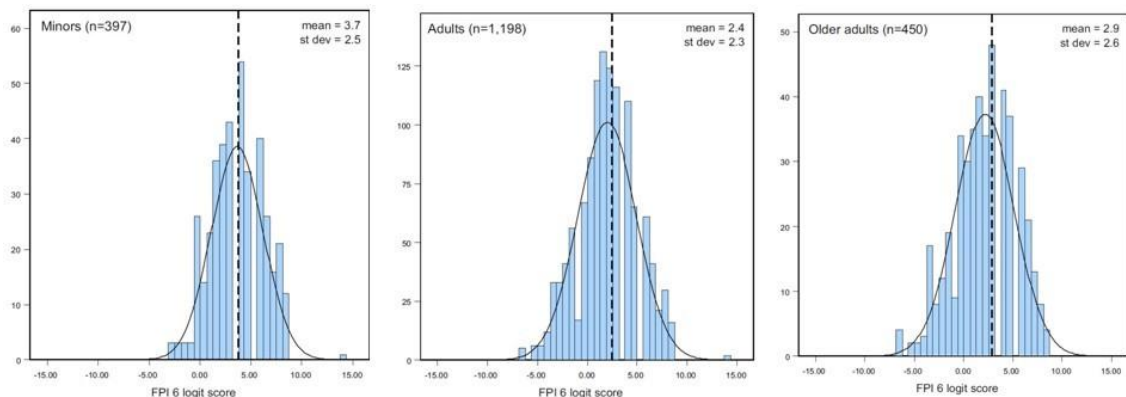 Minors (n=397)
mean = 3.7
st dev = 2.5
60
50
40
30
20
10
0
-15.00 -10.00 -5.00 0.00 5.00 10.00 15.00
FPI 6 logit score
Adults (n=1,198)
mean = 2.4
st dev = 2.3
125
100
75
50
25
0
-15.00 -10.00 -5.00 0.00 5.00 10.00 15.00
FPI 6 logit score
Older adults (n=450)
mean = 2.9
st dev = 2.6
50
40
30
20
10
0
-15.00 -10.00 -5.00 0.00 5.00 10.00 15.00
FPI 6 logit score